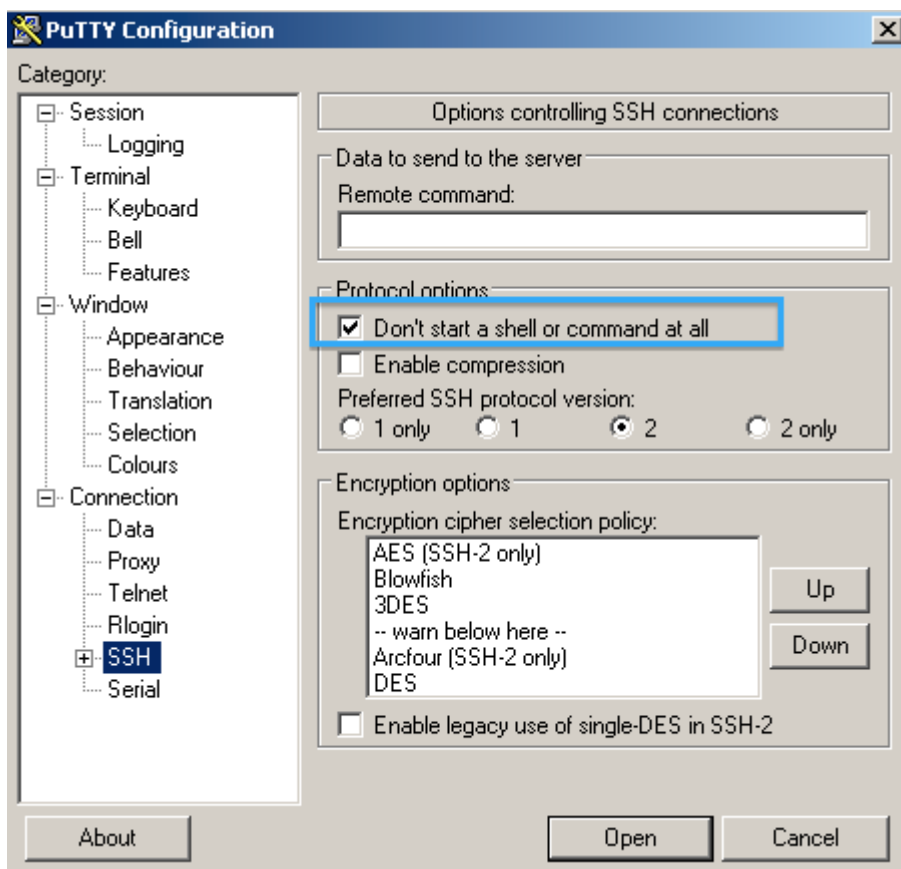 PuTTY Configuration
Category:
Session
Logging
Terminal
Keyboard
Bell
Features
Window
Appearance
Behaviour
Translation
Selection
Colours
Connection
Data
Proxy
Telnet
Rlogin
SSH
Serial
Options controlling SSH connections
Data to send to the server
Remote command:
Protocol options
Don't start a shell or command at all
Enable compression
Preferred SSH protocol version:
1 only 1 2 2 only
Encryption options
Encryption cipher selection policy:
AES (SSH-2 only)
Blowfish
3DES
-- warn below here --
Arcfour (SSH-2 only)
DES
Up
Down
Enable legacy use of single-DES in SSH-2
About
Open
Cancel